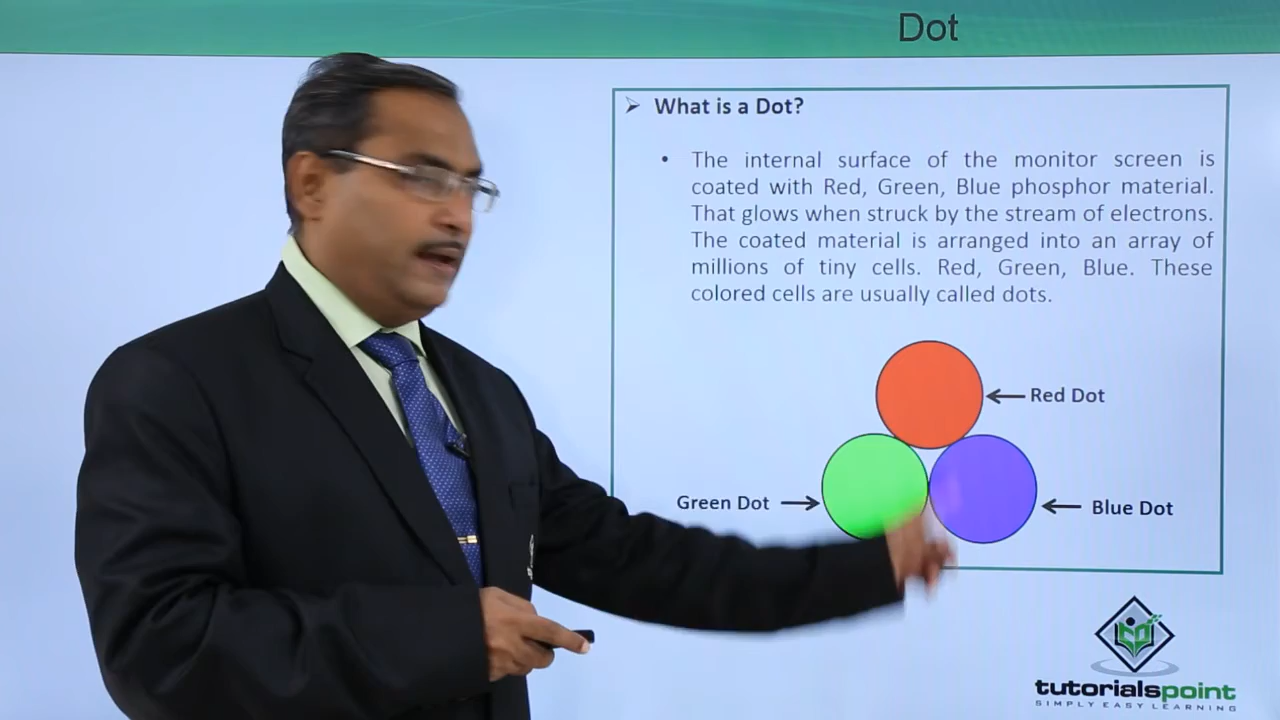 Dot
➢ What is a Dot?
• The internal surface of the monitor screen is
coated with Red, Green, Blue phosphor material.
That glows when struck by the stream of electrons.
The coated material is arranged into an array of
millions of tiny cells. Red, Green, Blue. These
colored cells are usually called dots.
Red Dot
Green Dot
Blue Dot
tutorialspoint
SIMPLY EASY LEARNING